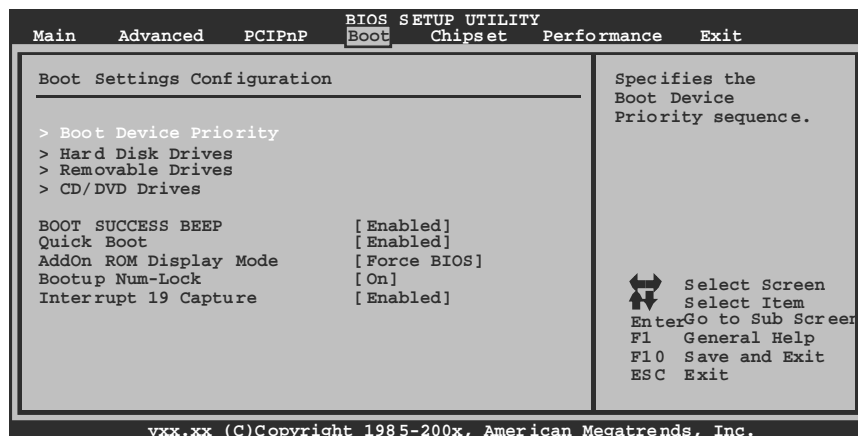 BIOS SETUP UTILITY
Main Advanced PCIPnP Boot Chipset Performance Exit
Boot Settings Configuration
> Boot Device Priority
> Hard Disk Drives
> Removable Drives
> CD/DVD Drives
BOOT SUCCESS BEEP [Enabled]
Quick Boot [Enabled]
AddOn ROM Display Mode [Force BIOS]
Bootup Num-Lock [On]
Interrupt 19 Capture [Enabled]
Specifies the
Boot Device
Priority sequence.
Select Screen
Select Item
Enter Go to Sub Screen
F1 General Help
F10 Save and Exit
ESC Exit
vxx.xx (C)Copyright 1985-200x, American Megatrends, Inc.